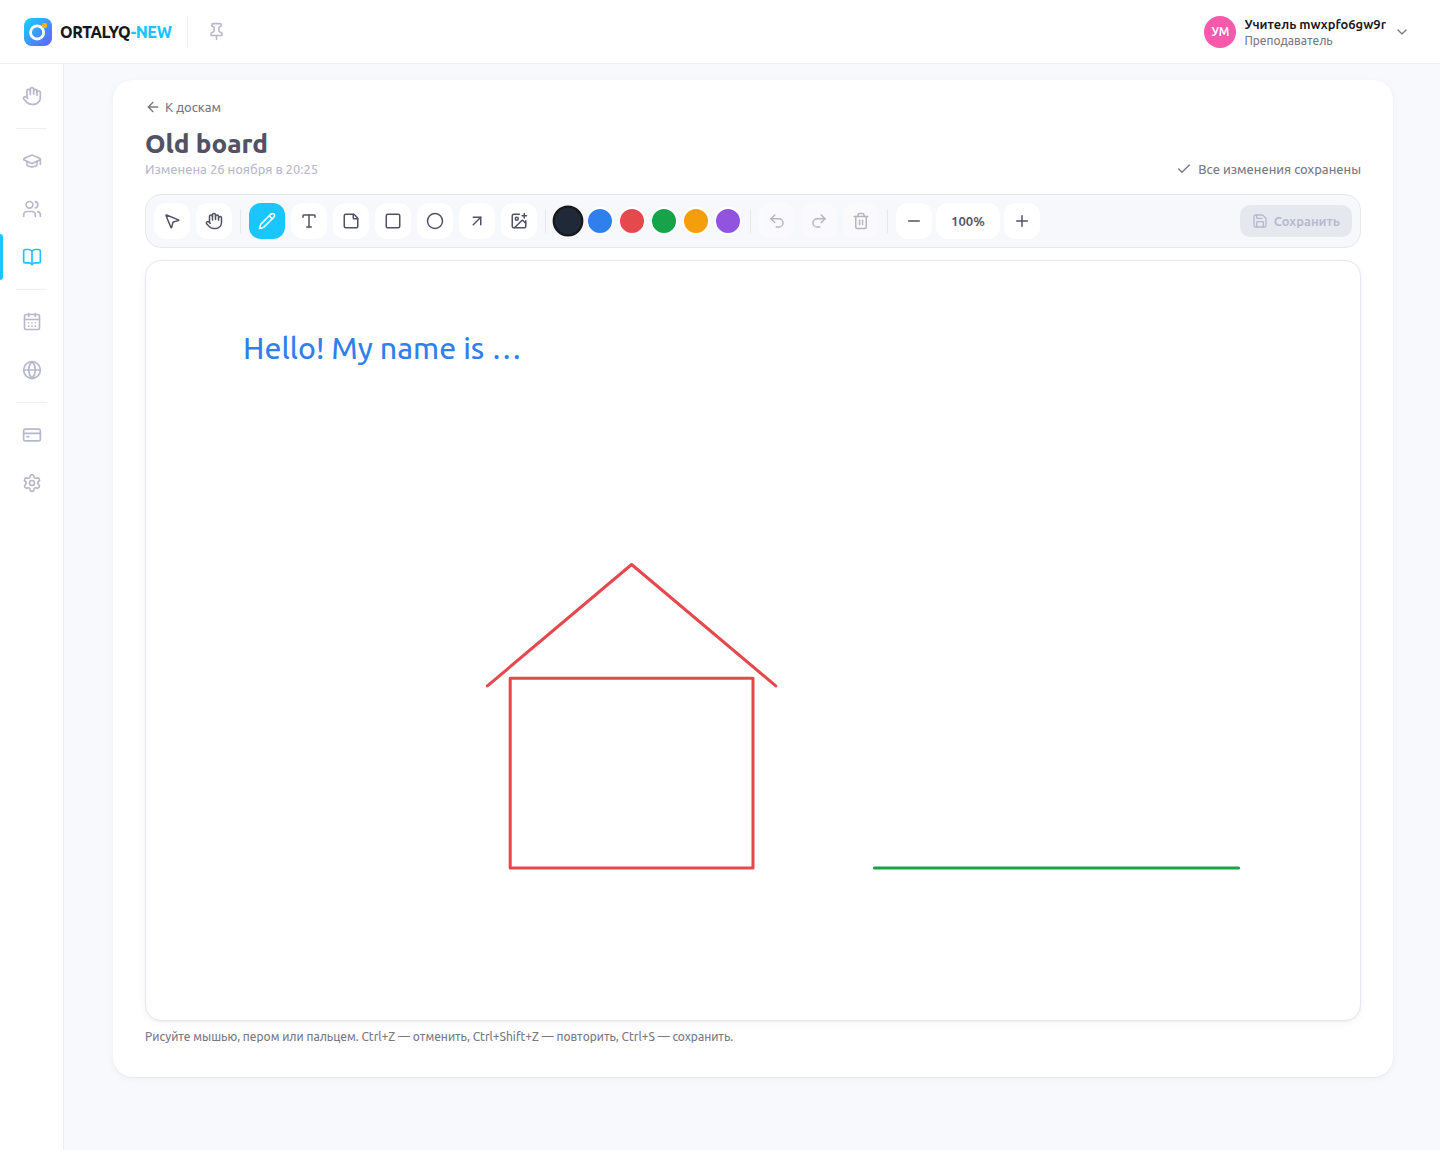 ORTALYQ-NEW
УМ
Учитель mwxpfo6gw9r
Преподаватель
К доскам
Old board
Изменена 26 ноября в 20:25
Все изменения сохранены
100%
Сохранить
Hello! My name is ...
Рисуйте мышью, пером или пальцем. Ctrl+Z — отменить, Ctrl+Shift+Z — повторить, Ctrl+S — сохранить.